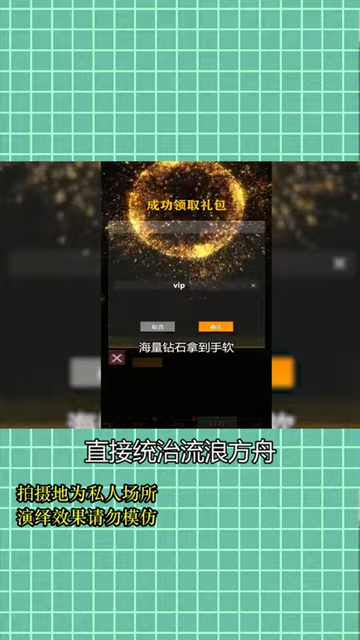 成功领取礼包
vip
取消
确认
海量钻石拿到手软
直接统治流浪方舟
拍摄地为私人场所
演绎效果请勿模仿